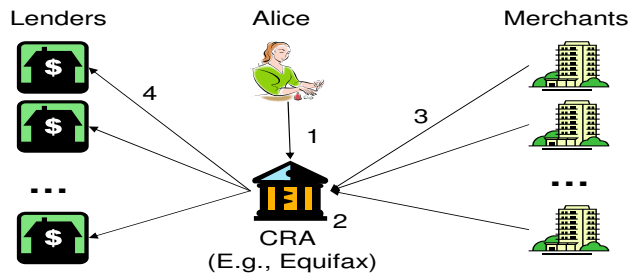 Lenders
Alice
Merchants
$
4
3
$
1
...
...
$
2
CRA
(E.g., Equifax)